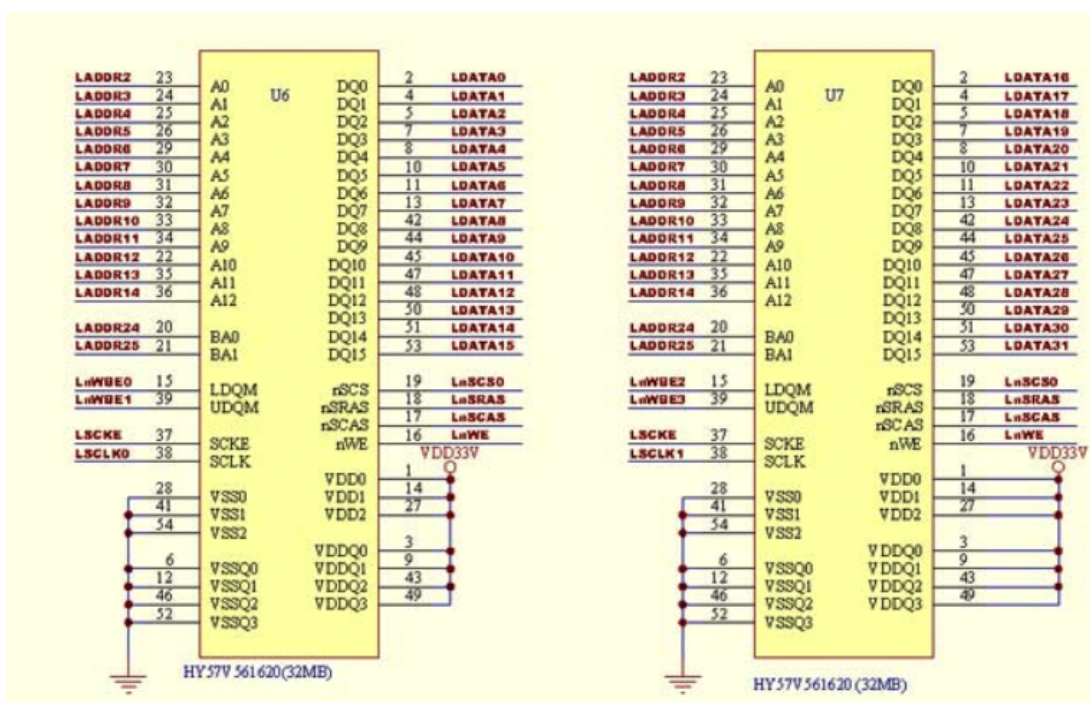 LADDR2 23 A0 U6 DQ0 2 LDATA0
LADDR3 24 A1 DQ1 4 LDATA1
LADDR4 25 A2 DQ2 5 LDATA2
LADDR5 26 A3 DQ3 7 LDATA3
LADDR6 29 A4 DQ4 8 LDATA4
LADDR7 30 A5 DQ5 10 LDATA5
LADDR8 31 A6 DQ6 11 LDATA6
LADDR9 32 A7 DQ7 13 LDATA7
LADDR10 33 A8 DQ8 42 LDATA8
LADDR11 34 A9 DQ9 44 LDATA9
LADDR12 22 A10 DQ10 45 LDATA10
LADDR13 35 A11 DQ11 47 LDATA11
LADDR14 36 A12 DQ12 48 LDATA12
DQ13 50 LDATA13
LADDR24 20 BA0 DQ14 51 LDATA14
LADDR25 21 BA1 DQ15 53 LDATA15
LnWBE0 15 LDQM nSCS 19 LnSCS0
LnWBE1 39 UDQM nSRAS 18 LnSRAS
nSCAS 17 LnSCAS
LSCKE 37 SCKE nWE 16 LnWE
LSCLK0 38 SCLK VDD33V
VDD0 1
28 VSS0 VDD1 14
41 VSS1 VDD2 27
54 VSS2
VDDQ0 3
6 VSSQ0 VDDQ1 9
12 VSSQ1 VDDQ2 43
46 VSSQ2 VDDQ3 49
52 VSSQ3
HY57V561620(32MB)
LADDR2 23 A0 U7 DQ0 2 LDATA16
LADDR3 24 A1 DQ1 4 LDATA17
LADDR4 25 A2 DQ2 5 LDATA18
LADDR5 26 A3 DQ3 7 LDATA19
LADDR6 29 A4 DQ4 8 LDATA20
LADDR7 30 A5 DQ5 10 LDATA21
LADDR8 31 A6 DQ6 11 LDATA22
LADDR9 32 A7 DQ7 13 LDATA23
LADDR10 33 A8 DQ8 42 LDATA24
LADDR11 34 A9 DQ9 44 LDATA25
LADDR12 22 A10 DQ10 45 LDATA26
LADDR13 35 A11 DQ11 47 LDATA27
LADDR14 36 A12 DQ12 48 LDATA28
DQ13 50 LDATA29
LADDR24 20 BA0 DQ14 51 LDATA30
LADDR25 21 BA1 DQ15 53 LDATA31
LnWBE2 15 LDQM nSCS 19 LnSCS0
LnWBE3 39 UDQM nSRAS 18 LnSRAS
nSCAS 17 LnSCAS
LSCKE 37 SCKE nWE 16 LnWE
LSCLK1 38 SCLK VDD33V
VDD0 1
28 VSS0 VDD1 14
41 VSS1 VDD2 27
54 VSS2
VDDQ0 3
6 VSSQ0 VDDQ1 9
12 VSSQ1 VDDQ2 43
46 VSSQ2 VDDQ3 49
52 VSSQ3
HY57V561620 (32MB)